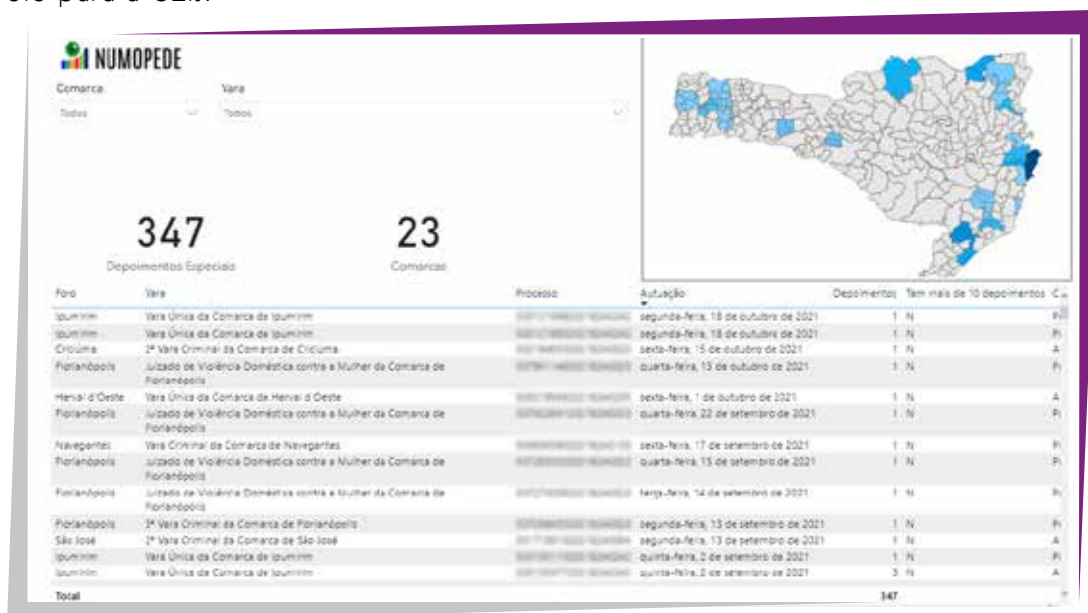 para a
NUMOPEDE
Comarca Vara
Todos Todos
347 23
Depoimentos Especiais Comarcas
Foro Vara Processo Autuação Depoimentos Tem mais de 10 depoimentos
Ipumirim Vara Única da Comarca de Ipumirim segunda-feira, 18 de outubro de 2021 1 N
Ipumirim Vara Única da Comarca de Ipumirim segunda-feira, 18 de outubro de 2021 1 N
Criciúma 2ª Vara Criminal da Comarca de Criciúma sexta-feira, 15 de outubro de 2021 1 N A
Florianópolis Juizado de Violência Doméstica contra a Mulher da Comarca de quarta-feira, 13 de outubro de 2021 1 N
Florianópolis
Herval d'Oeste Vara Única da Comarca de Herval d'Oeste sexta-feira, 1 de outubro de 2021 1 N A
Florianópolis Juizado de Violência Doméstica contra a Mulher da Comarca de quarta-feira, 22 de setembro de 2021 1 N
Florianópolis
Navegantes Vara Criminal da Comarca de Navegantes sexta-feira, 17 de setembro de 2021 1 N
Florianópolis Juizado de Violência Doméstica contra a Mulher da Comarca de quarta-feira, 15 de setembro de 2021 1 N
Florianópolis
Florianópolis Juizado de Violência Doméstica contra a Mulher da Comarca de terça-feira, 14 de setembro de 2021 1 N
Florianópolis
Florianópolis Vara Criminal da Comarca de Florianópolis segunda-feira, 13 de setembro de 2021 1 N
São José 2ª Vara Criminal da Comarca de São José segunda-feira, 13 de setembro de 2021 1 N A
Ipumirim Vara Única da Comarca de Ipumirim quinta-feira, 2 de setembro de 2021 1 N
Ipumirim Vara Única da Comarca de Ipumirim quinta-feira, 2 de setembro de 2021 3 N A
Total 347